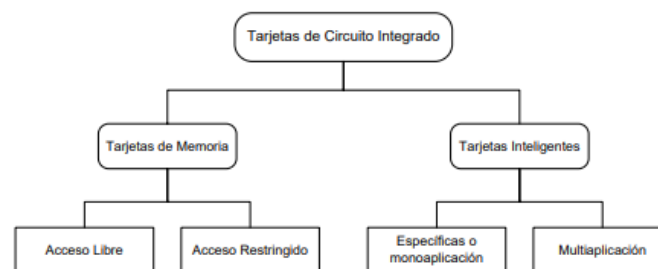 Tarjetas de Circuito Integrado
Tarjetas de Memoria
Tarjetas Inteligentes
Acceso Libre
Acceso Restringido
Específicas o
monoaplicación
Multiaplicación